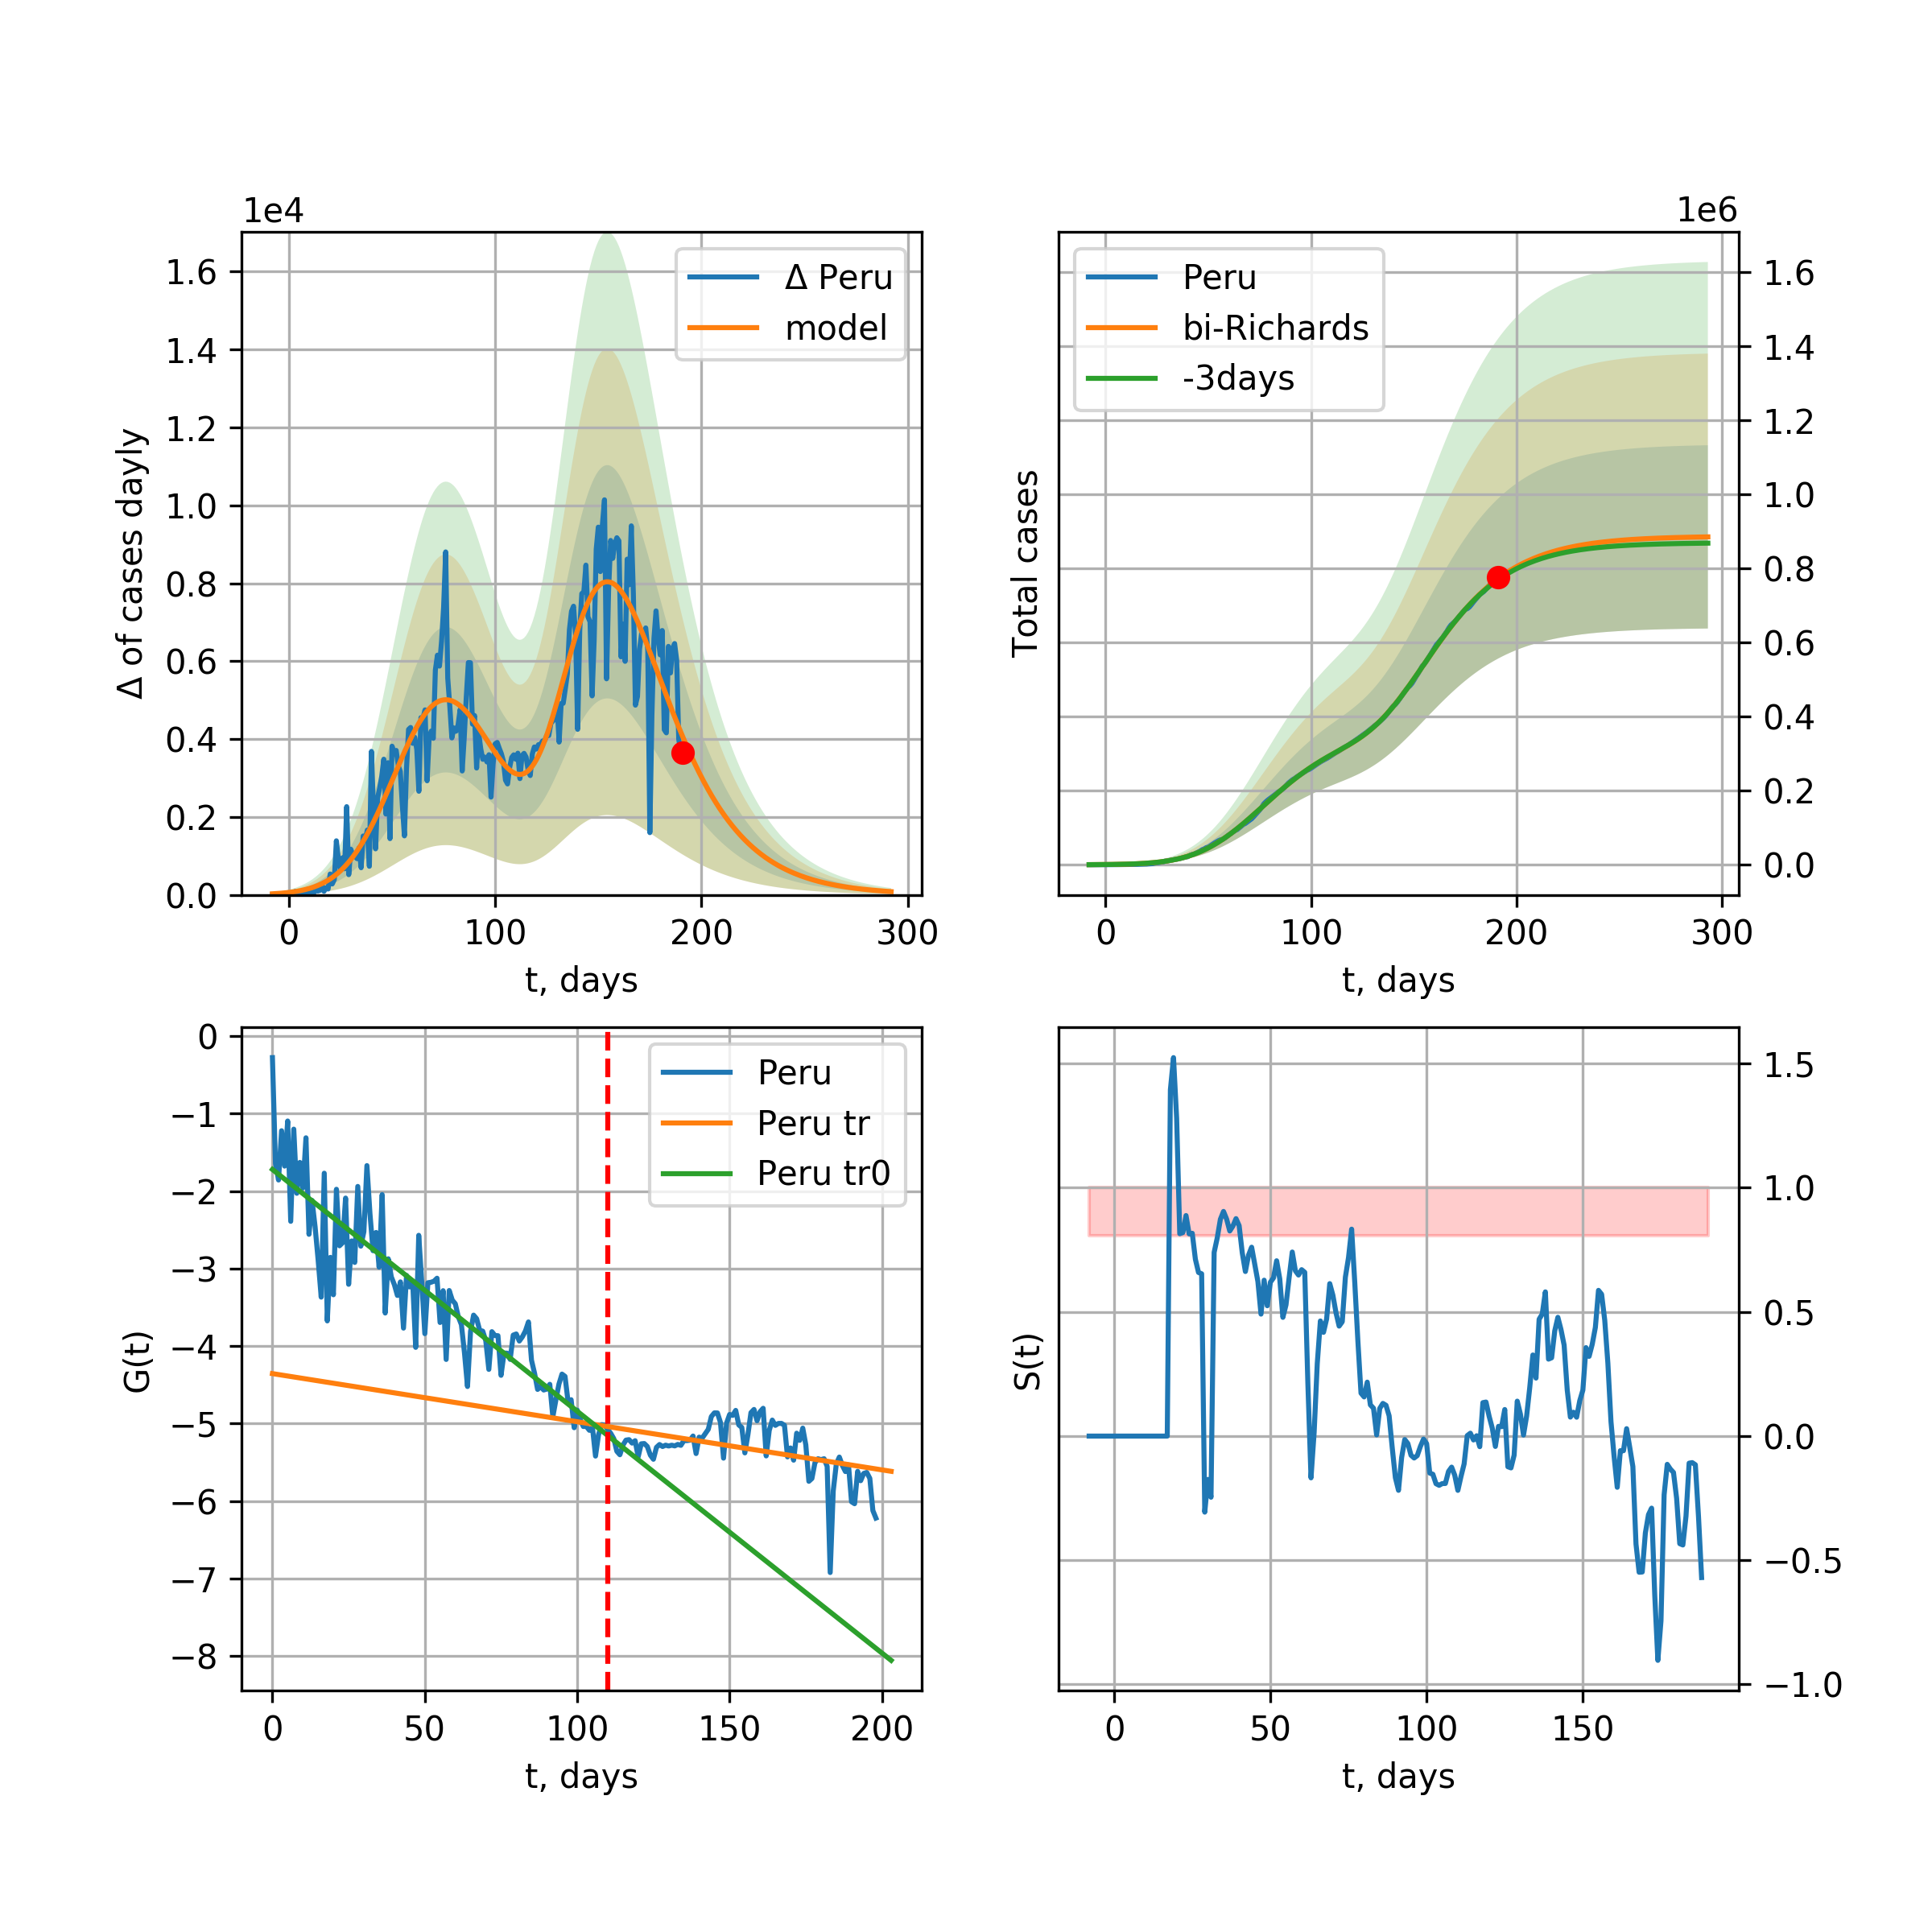 1e4
Δ of cases dayly
1.6
1.4
1.2
1.0
0.8
0.6
0.4
0.2
0.0
Δ Peru
model
0 100 200 300
t, days
1e6
Total cases
Peru
bi-Richards
-3days
1.6
1.4
1.2
1.0
0.8
0.6
0.4
0.2
0.0
0 100 200 300
t, days
G(t)
0
−1
−2
−3
−4
−5
−6
−7
−8
Peru
Peru tr
Peru tr0
0 50 100 150 200
t, days
S(t)
1.5
1.0
0.5
0.0
−0.5
−1.0
0 50 100 150
t, days